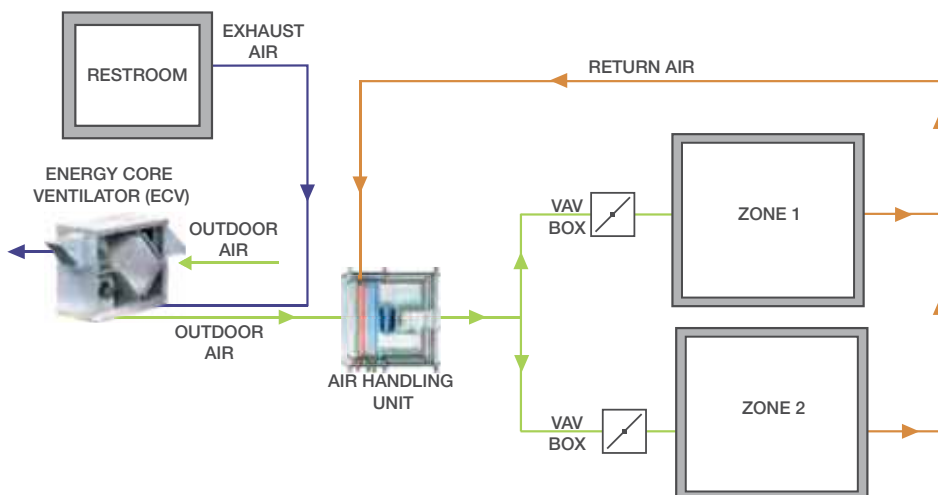 EXHAUST
AIR
RESTROOM
RETURN AIR
ENERGY CORE
VENTILATOR (ECV)
OUTDOOR
AIR
VAV
BOX
ZONE 1
OUTDOOR
AIR
AIR HANDLING
UNIT
VAV
BOX
ZONE 2